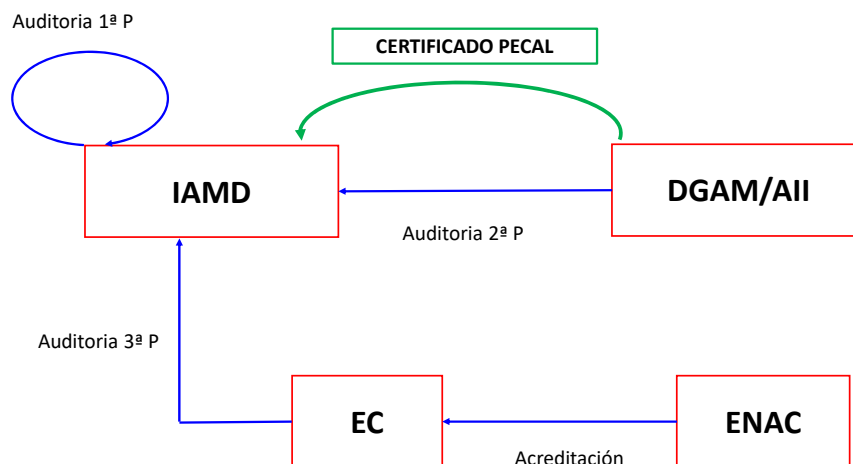 Auditoria 1ª P
CERTIFICADO PECAL
IAMD
DGAM/AII
Auditoria 2ª P
Auditoria 3ª P
EC
ENAC
Acreditación